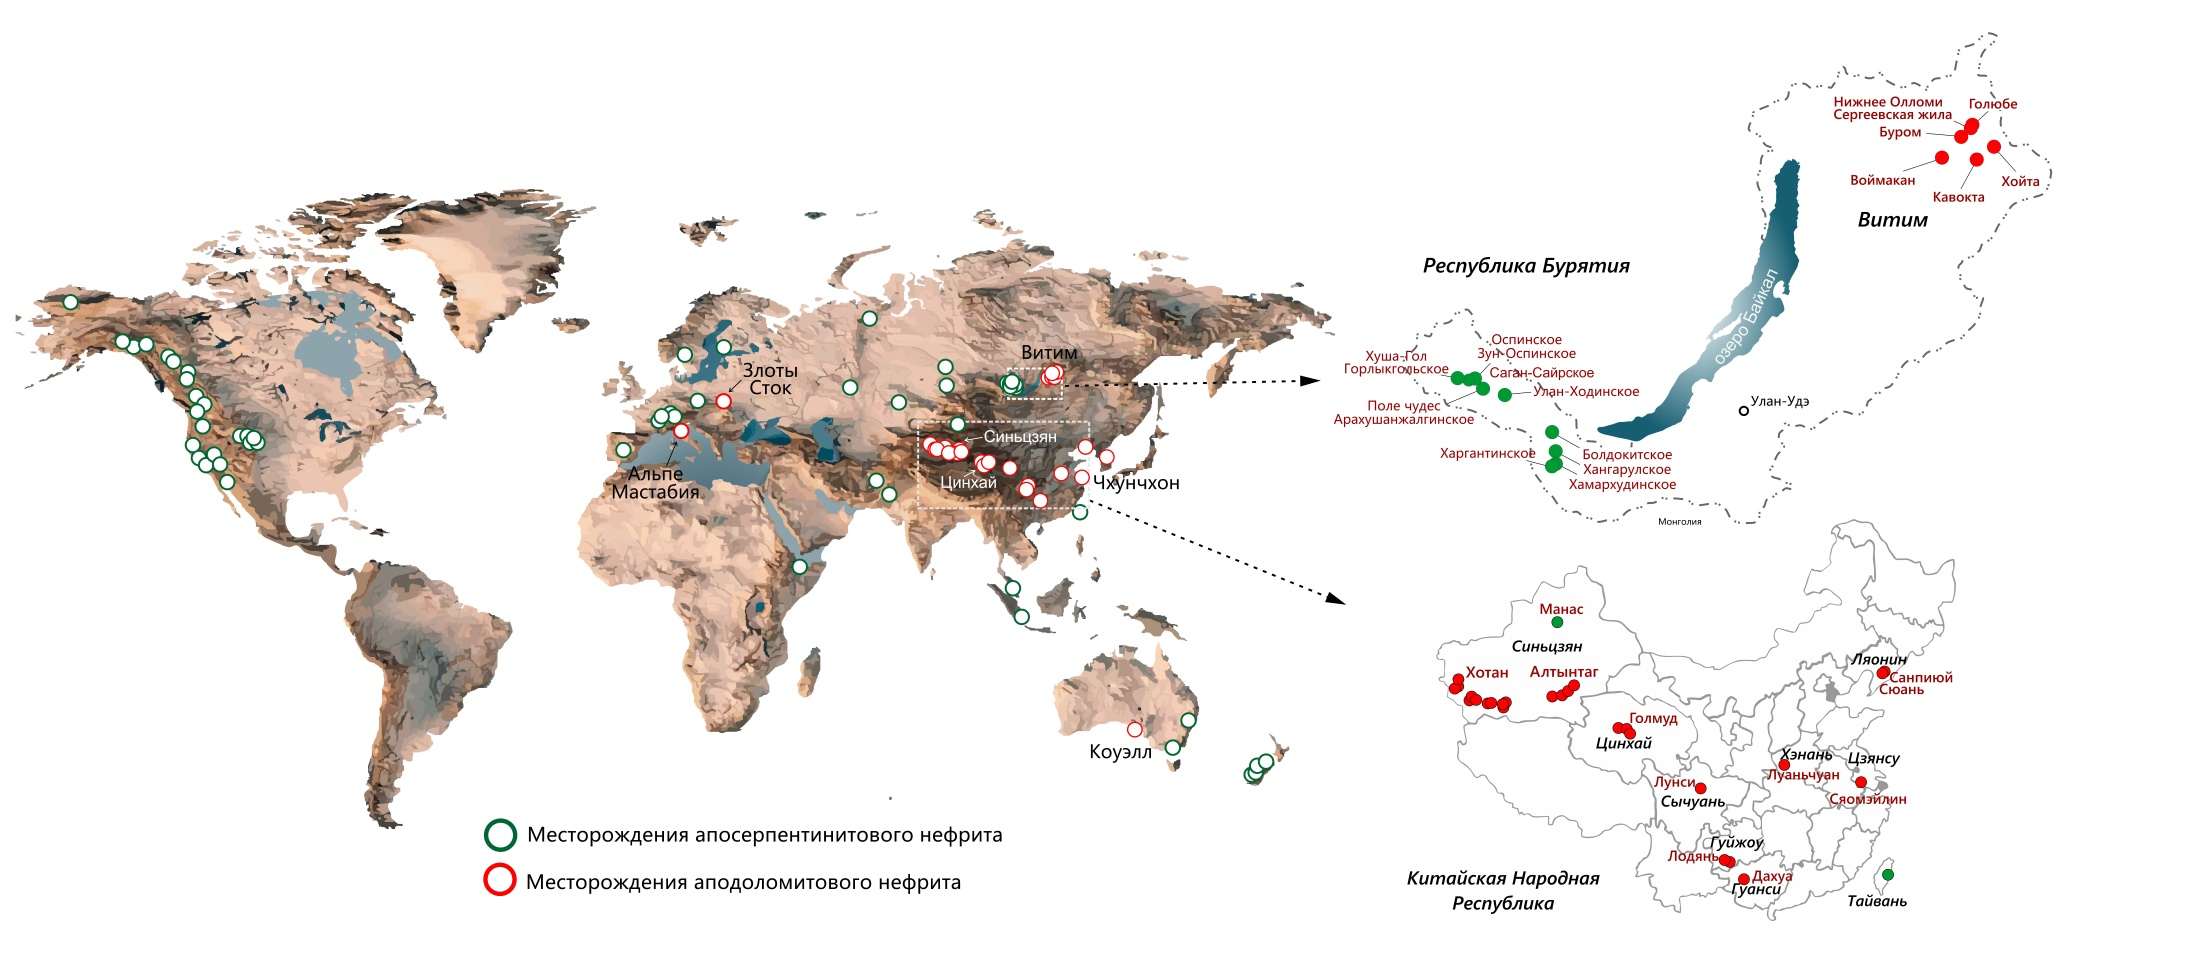 Витим
Злоты
Сток
Синьцзян
Альпе
Мастабия
Цинхай
Чхунчхон
Коуэлл
Месторождения апосерпентинитового нефрита
Месторождения аподоломитового нефрита
Нижнее Олломи
Голюбе
Сергеевская жила
Буром
Воймакан
Хойта
Кавокта
Витим
Республика Бурятия
озеро Байкал
Оспинское
Зун-Оспинское
Хуша-Гол
Горлыкгольское
Саган-Сайрское
Улан-Ходинское
Поле чудес
Арахушанжалгинское
Улан-Удэ
Харгантинское
Болдокитское
Хангарулское
Хамархудинское
Монголия
Манас
Синьцзян
Хотан
Алтынтаг
Ляонин
Санпиюй
Сюань
Голмуд
Цинхай
Хэнань
Цзянсу
Луаньчуан
Лунси
Сычуань
Сяомэйлин
Гуйжоу
Лодянь
Дахуа
Гуанси
Китайская Народная
Республика
Тайвань